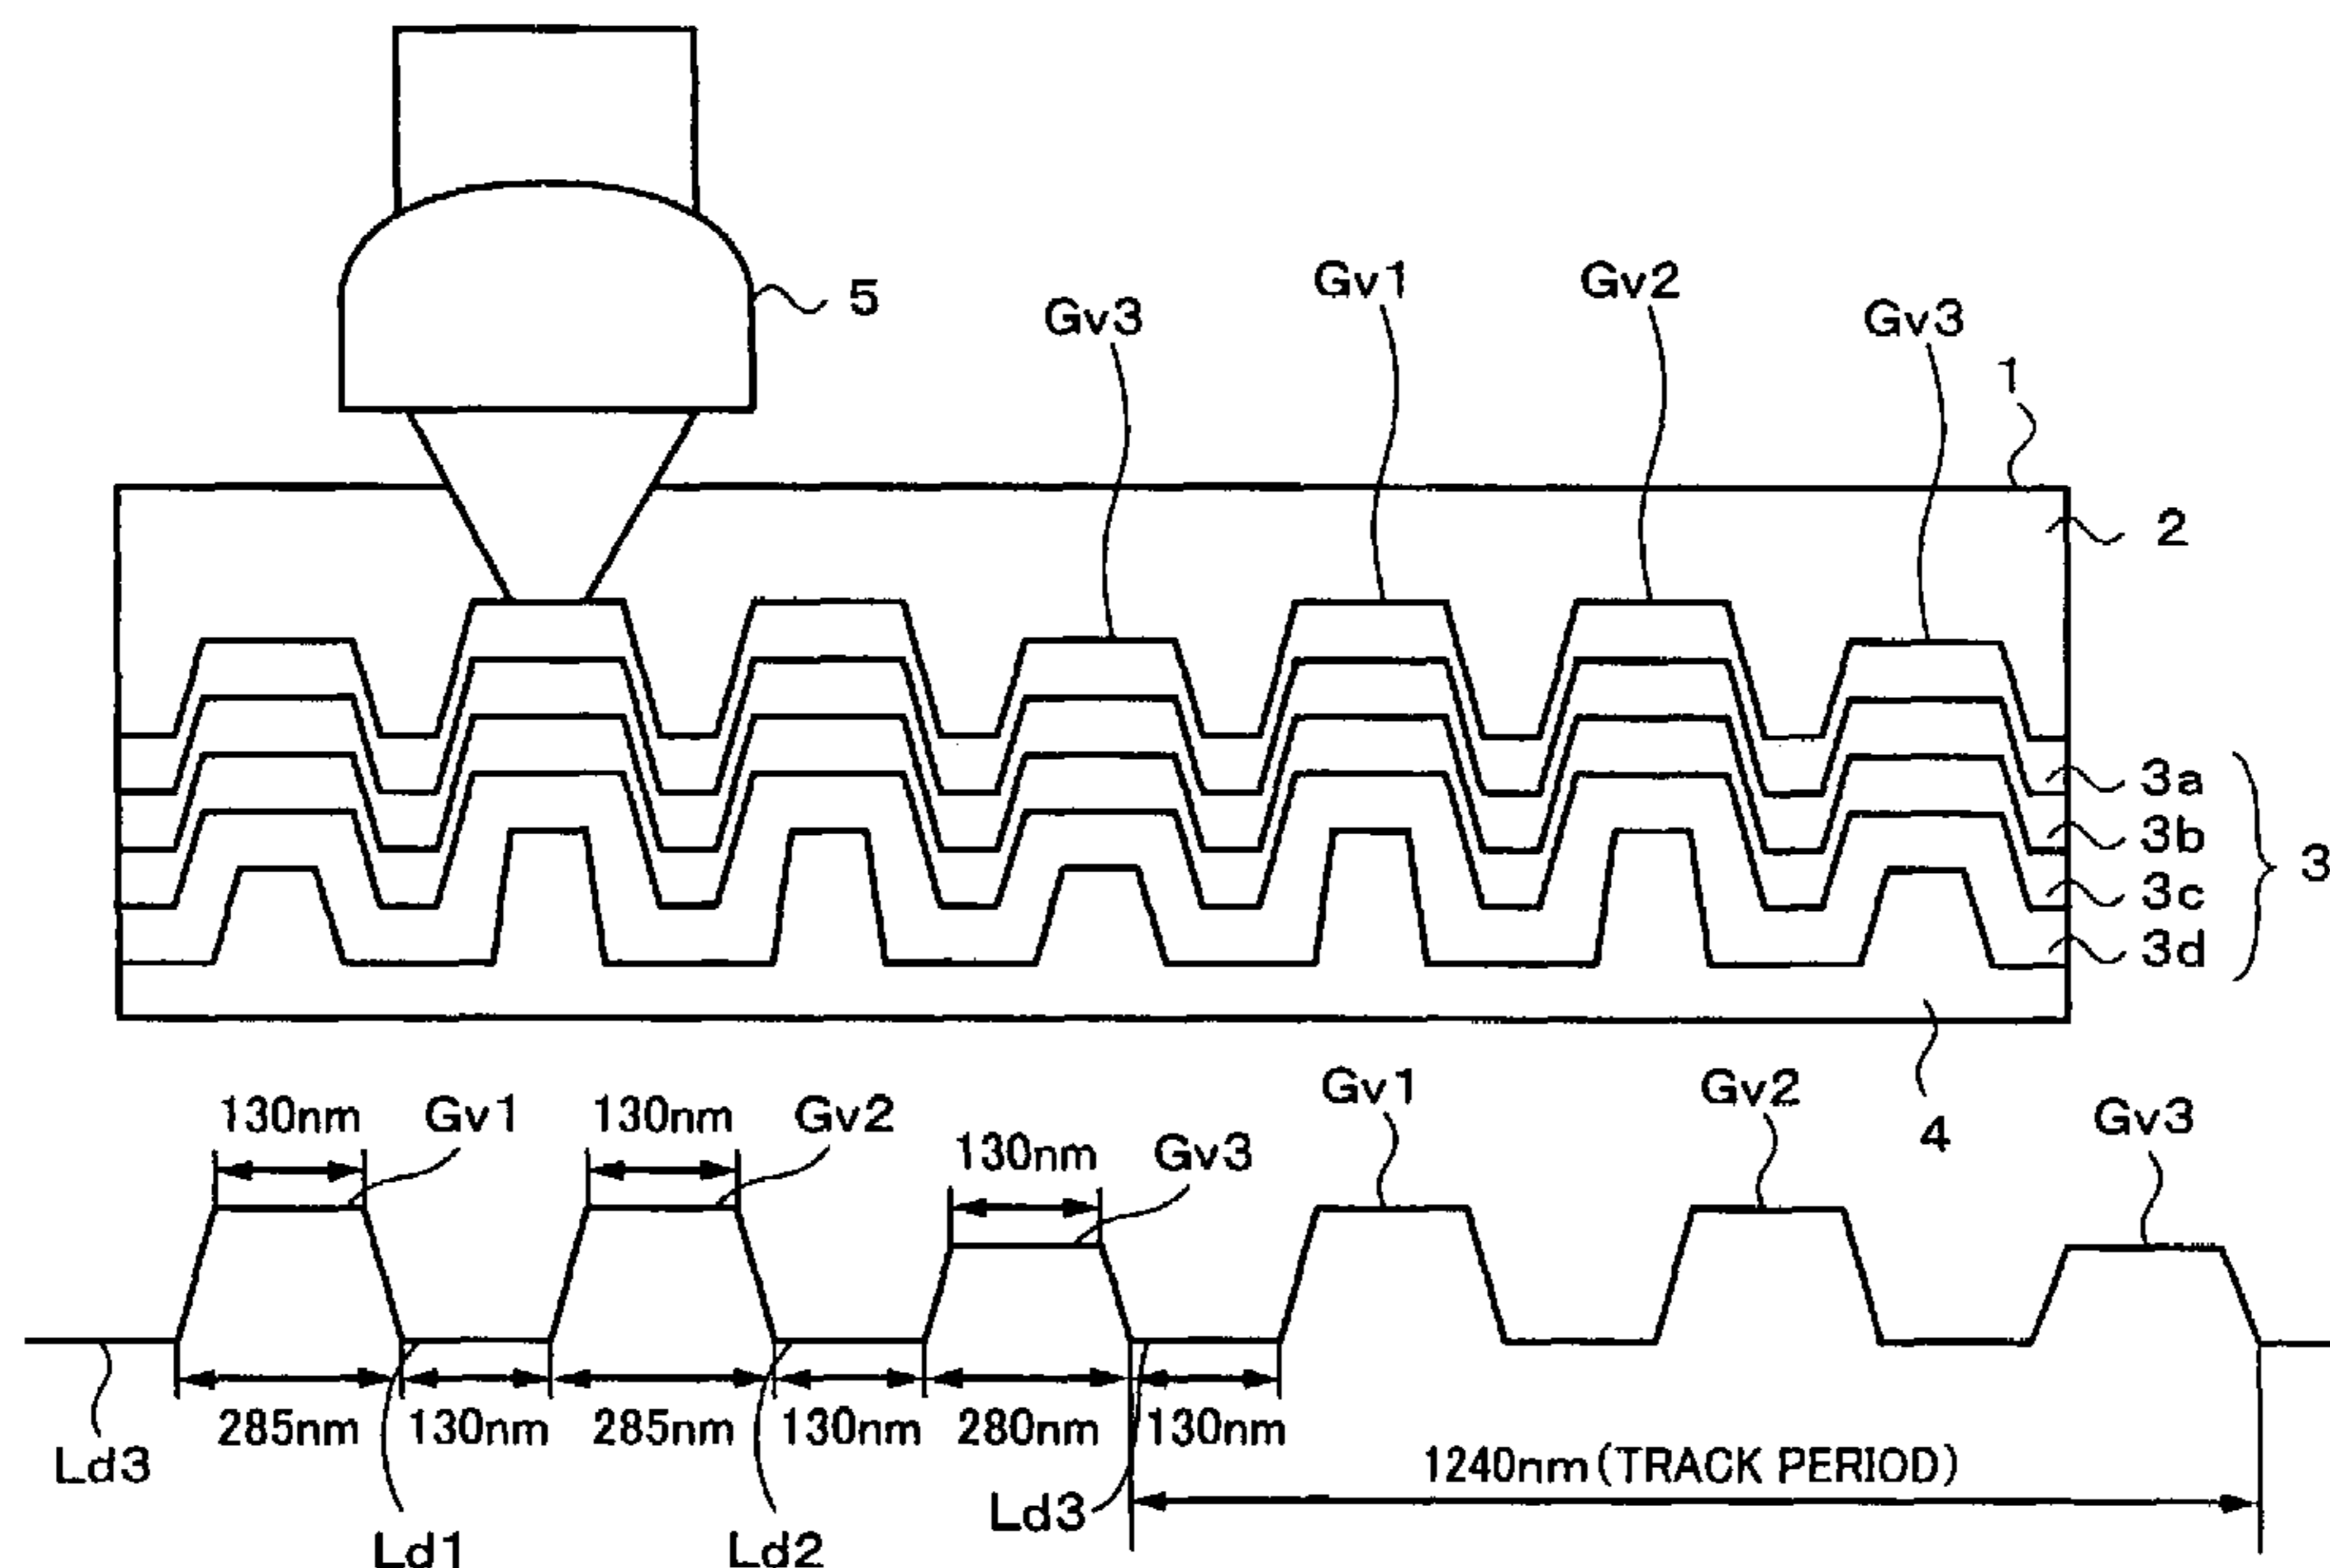 5
Gv3
Gv1
Gv2
Gv3
1
2
3a
3b
3c
3d
3
4
130nm
Gv1
130nm
Gv2
130nm
Gv3
Gv1
Gv2
Gv3
285nm
130nm
285nm
130nm
280nm
130nm
Ld3
Ld1
Ld2
Ld3
1240nm(TRACK PERIOD)